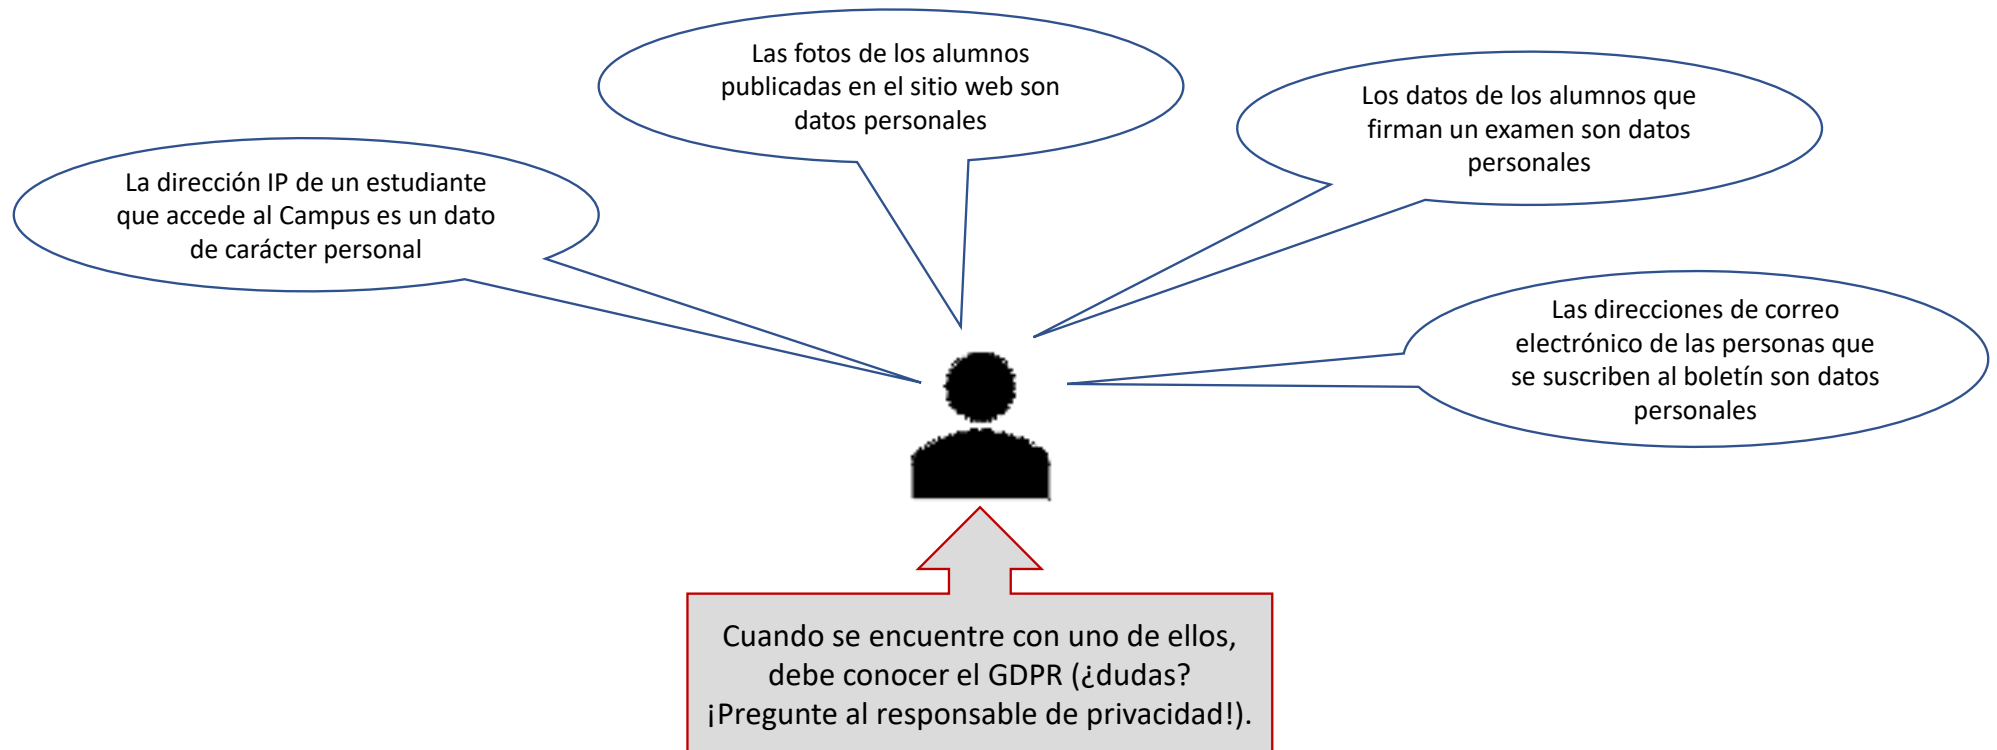 Las fotos de los alumnos
publicadas en el sitio web son
datos personales
Los datos de los alumnos que
firman un examen son datos
personales
La dirección IP de un estudiante
que accede al Campus es un dato
de carácter personal
Las direcciones de correo
electrónico de las personas que
se suscriben al boletín son datos
personales
Cuando se encuentre con uno de ellos,
debe conocer el GDPR (¿dudas?
¡Pregunte al responsable de privacidad!).